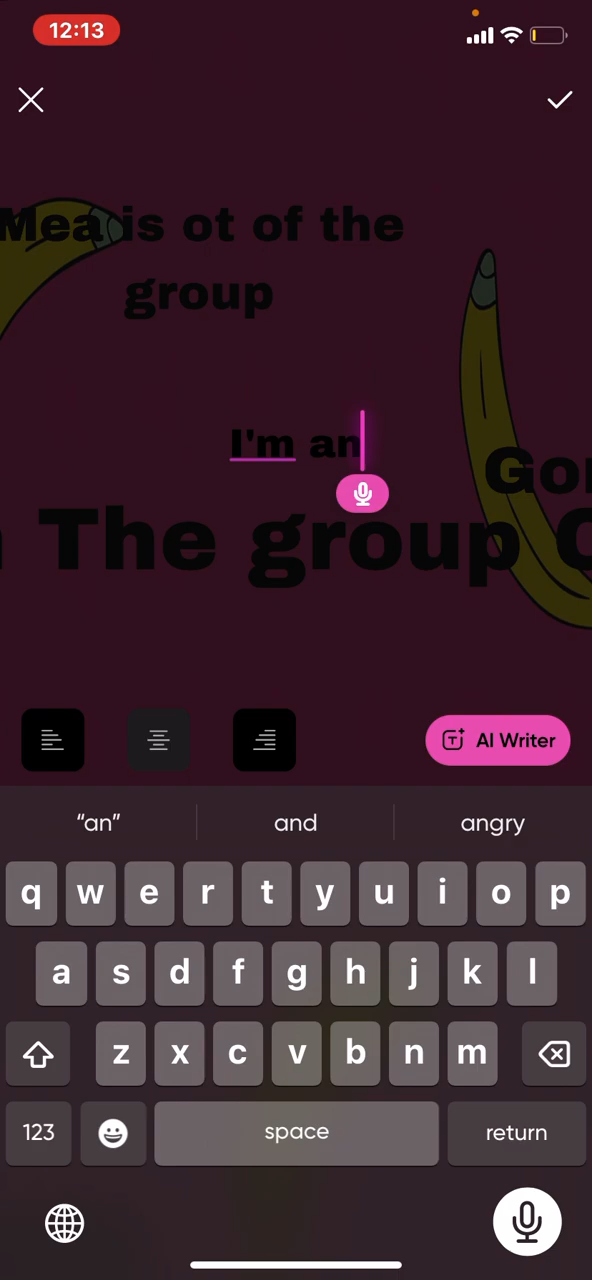 12:13
Mea is ot of the
group
I'm an
Gor
The group
AI Writer
“an”
and
angry
q w e r t y u i o p
a s d f g h j k l
z x c v b n m
123
space
return